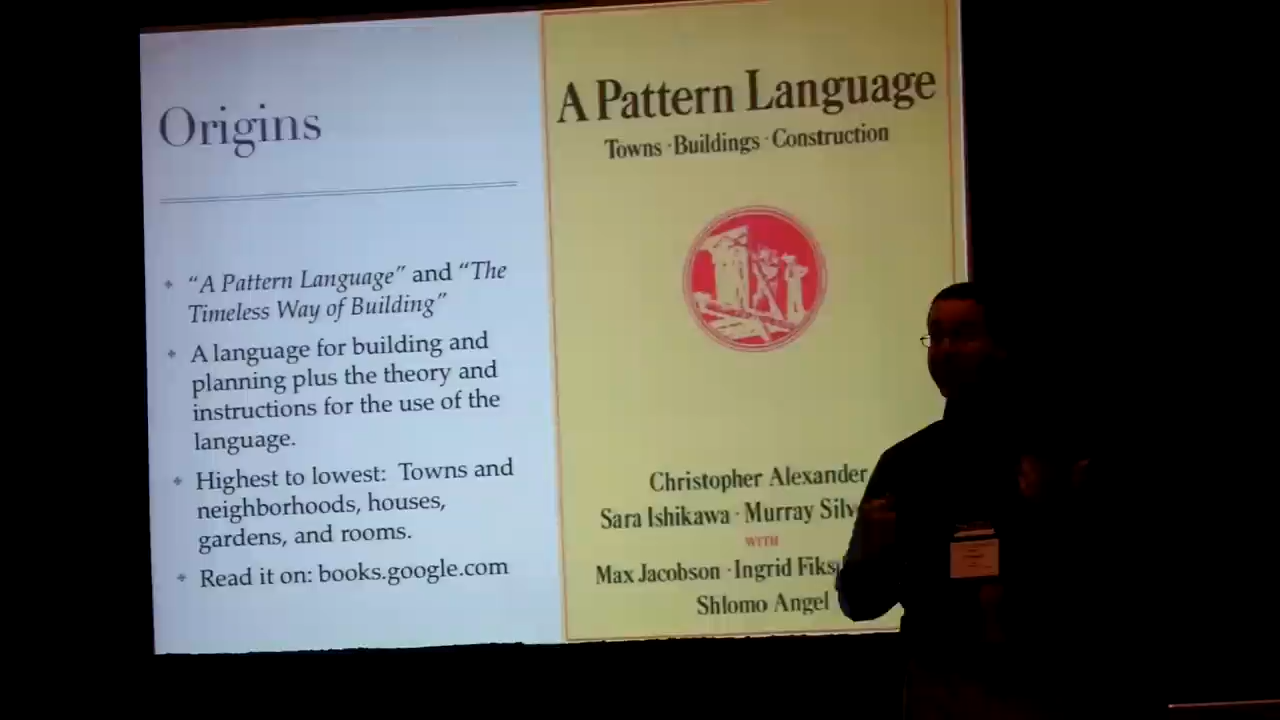 Origins
“A Pattern Language” and “The
Timeless Way of Building”
A language for building and
planning plus the theory and
instructions for the use of the
language.
Highest to lowest: Towns and
neighborhoods, houses,
gardens, and rooms.
Read it on: books.google.com
A Pattern Language
Towns · Buildings · Construction
Christopher Alexander
Sara Ishikawa · Murray
WITH
Max Jacobson · Ingrid
Shlomo Angel